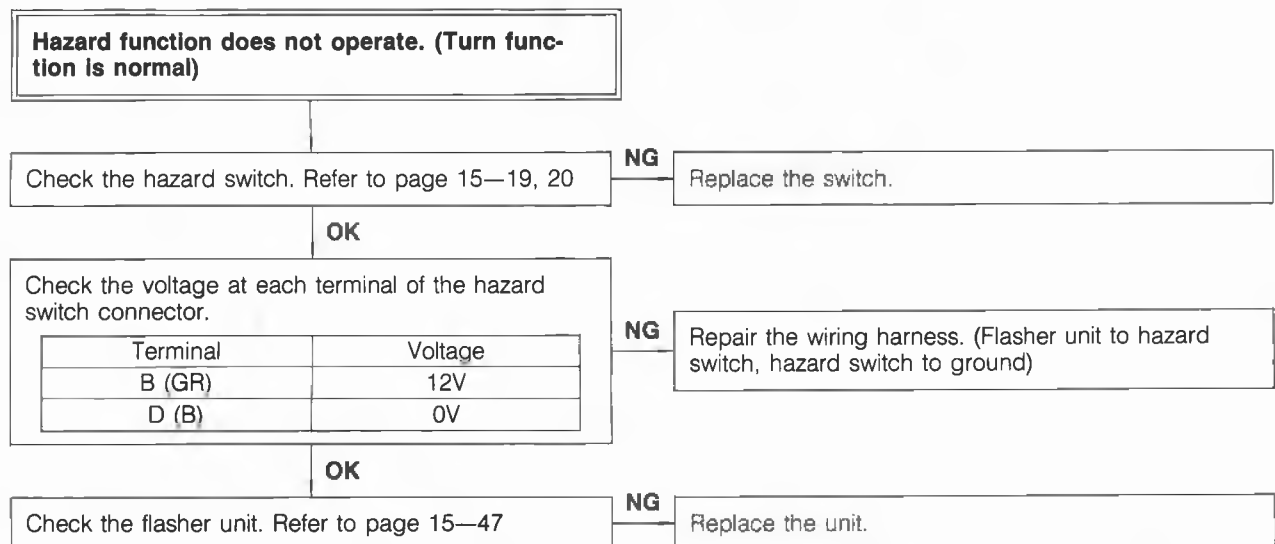 Hazard function does not operate. (Turn func-
tion is normal)
Check the hazard switch. Refer to page 15—19, 20
NG
Replace the switch.
OK
Check the voltage at each terminal of the hazard
switch connector.
Terminal Voltage
B (GR) 12V
D (B) 0V
NG
Repair the wiring harness. (Flasher unit to hazard
switch, hazard switch to ground)
OK
Check the flasher unit. Refer to page 15—47
NG
Replace the unit.